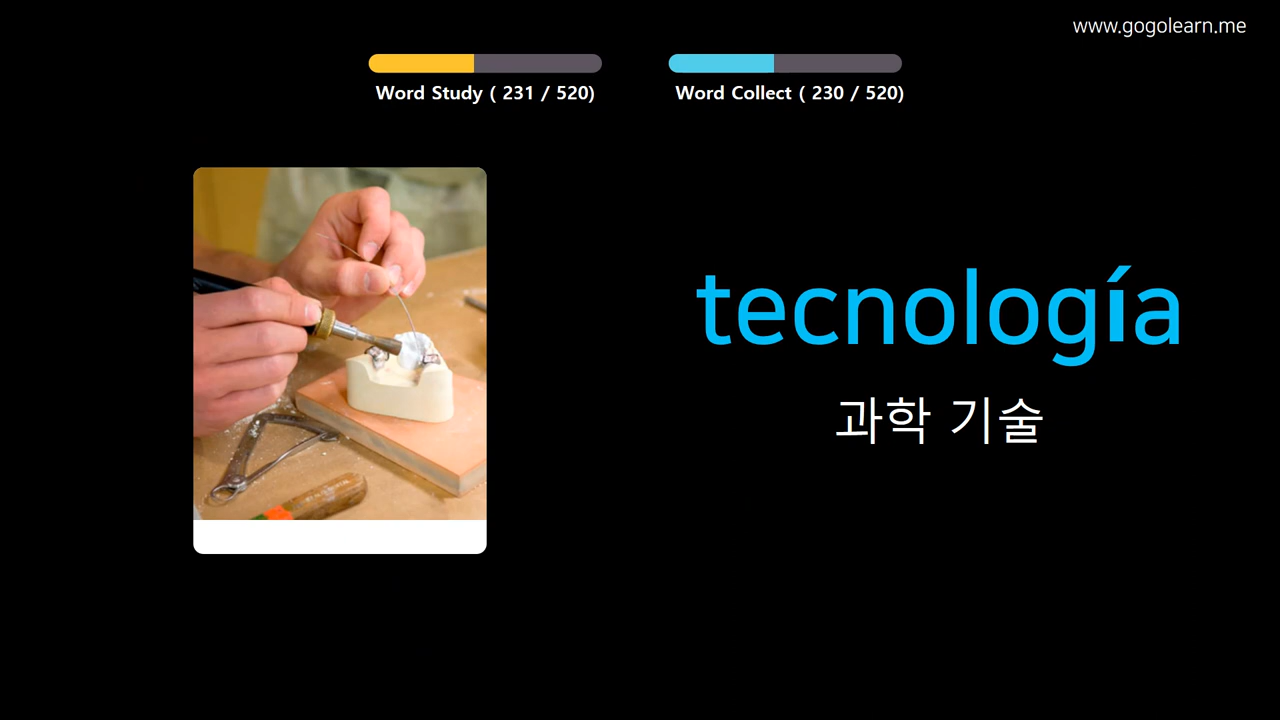 www.gogolearn.me
Word Study ( 231 / 520)
Word Collect ( 230 / 520)
tecnología
과학 기술